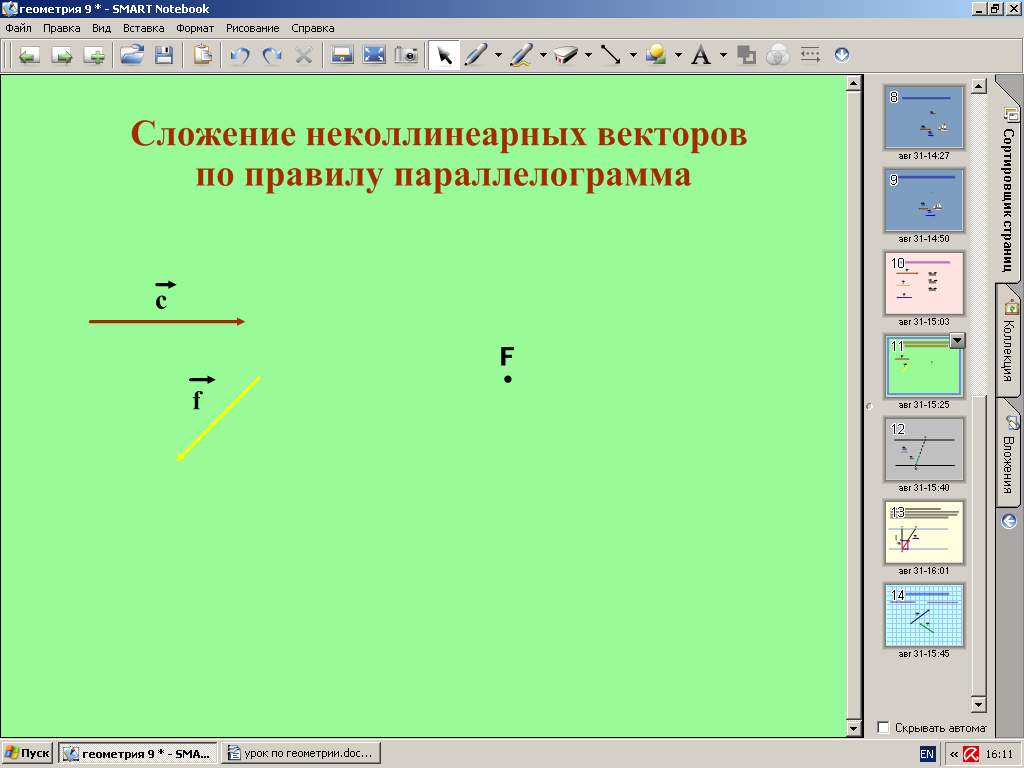 геометрия 9 * - SMART Notebook
Файл Правка Вид Вставка Формат Рисование Справка
Сложение неколлинеарных векторов
по правилу параллелограмма
c
f
F
8
авг 31-14:27
9
авг 31-14:50
10
авг 31-15:03
11
авг 31-15:25
12
авг 31-15:40
13
авг 31-16:01
14
авг 31-15:45
Сортировщик страниц
Коллекция
Вложения
Скрывать автомат
Пуск
геометрия 9 * - SMA...
урок по геометрии.doc...
EN
«
16:11